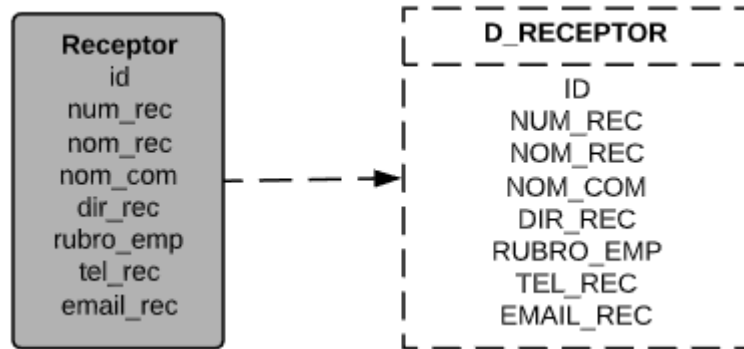 Receptor
id
num_rec
nom_rec
nom_com
dir_rec
rubro_emp
tel_rec
email_rec
D_RECEPTOR
ID
NUM_REC
NOM_REC
NOM_COM
DIR_REC
RUBRO_EMP
TEL_REC
EMAIL_REC